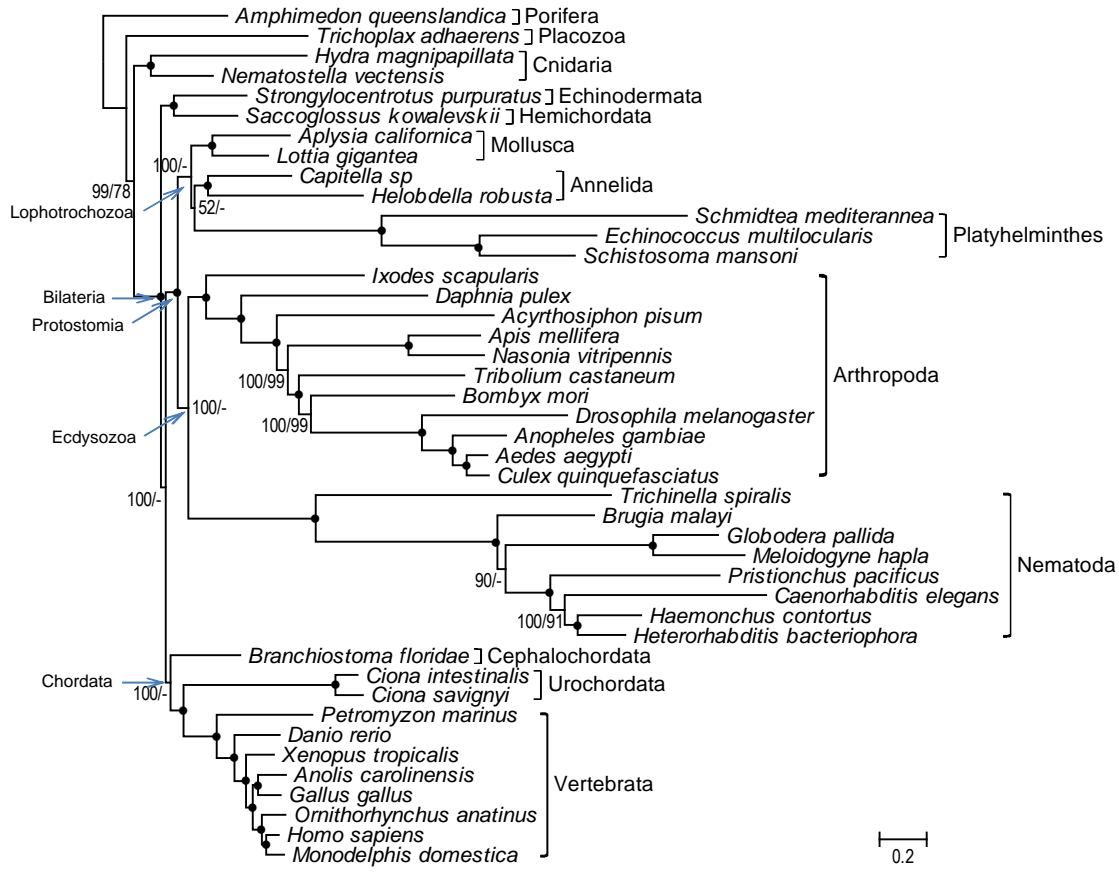 Amphimedon queenslandica Porifera
Trichoplax adhaerens Placozoa
Hydra magnipapillata
Cnidaria
Nematostella vectensis
Strongylocentrotus purpuratus Echinodermata
Saccoglossus kowalevskii Hemichordata
Aplysia californica
Mollusca
Lottia gigantea
100/-
Capitella sp
Annelida
99/78
Helobdella robusta
Lophotrochozoa
52/-
Schmidtea mediterannea
Echinococcus multilocularis
Platyhelminthes
Schistosoma mansoni
Ixodes scapularis
Bilateria
Daphnia pulex
Protostomia
Acyrthosiphon pisum
Apis mellifera
Nasonia vitripennis
Arthropoda
100/99
Tribolium castaneum
Bombyx mori
100/-
Drosophila melanogaster
100/99
Ecdysozoa
Anopheles gambiae
Aedes aegypti
Culex quinquefasciatus
100/-
Trichinella spiralis
Brugia malayi
Globodera pallida
Meloidogyne hapla
Nematoda
90/-
Pristionchus pacificus
Caenorhabditis elegans
100/91
Haemonchus contortus
Heterorhabditis bacteriophora
Branchiostoma floridae Cephalochordata
Chordata
Ciona intestinalis
Urochordata
100/-
Ciona savignyi
Petromyzon marinus
Danio rerio
Xenopus tropicalis
Anolis carolinensis
Vertebrata
Gallus gallus
Ornithorhynchus anatinus
Homo sapiens
Monodelphis domestica
0.2